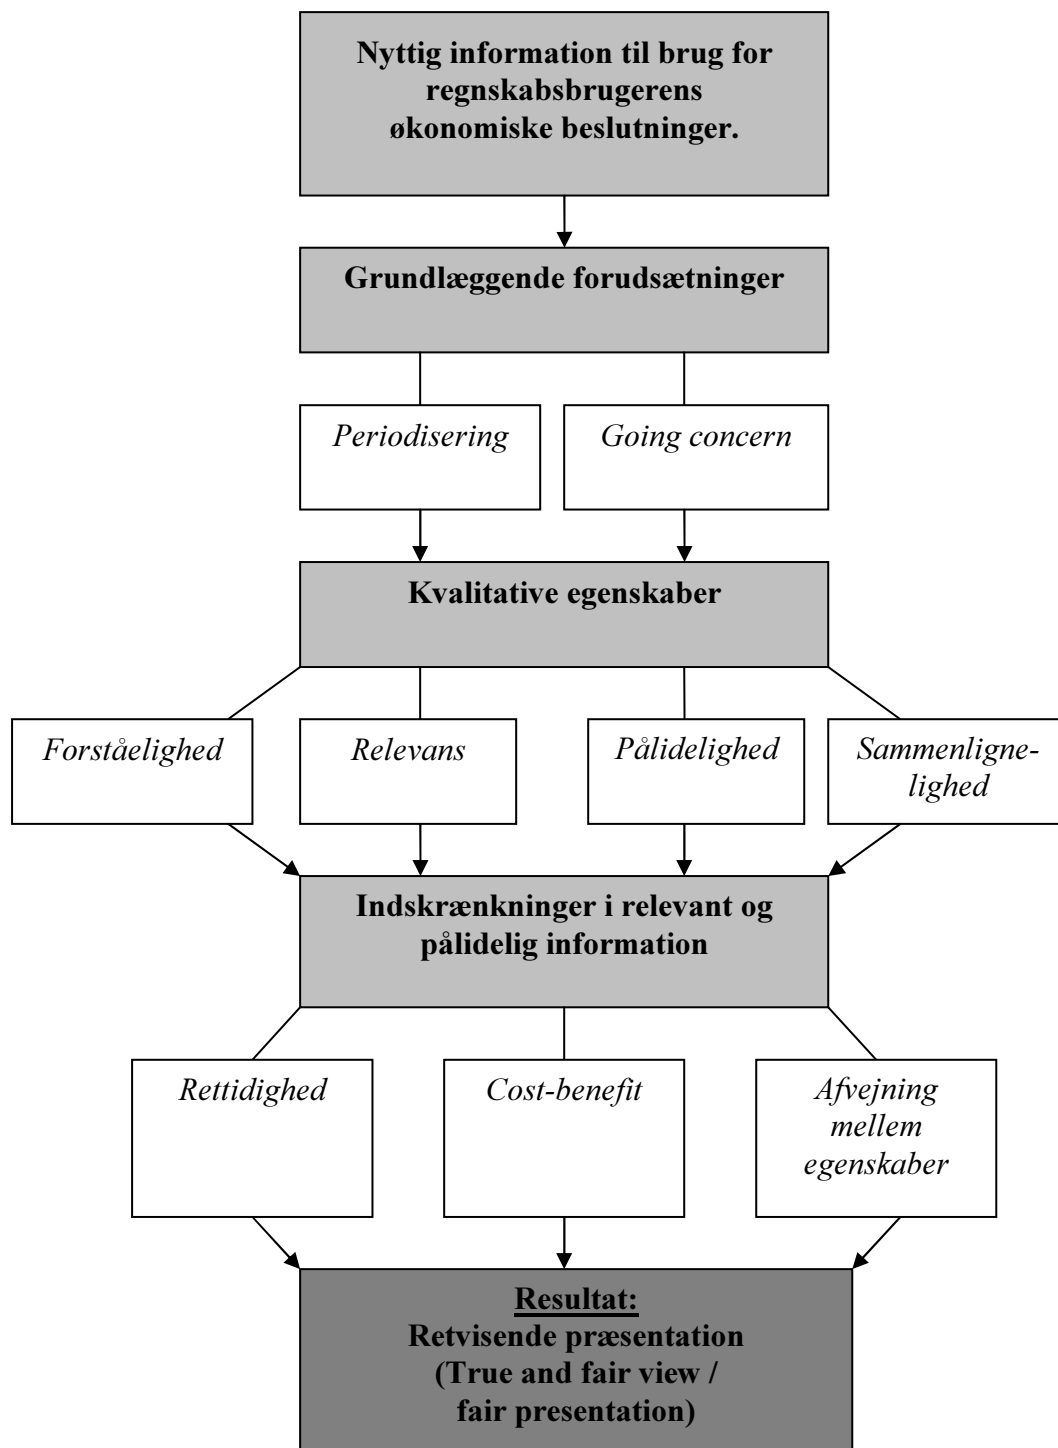 Nyttig information til brug for
regnskabsbrugerens
økonomiske beslutninger.
Grundlæggende forudsætninger
Periodisering
Going concern
Kvalitative egenskaber
Forståelighed
Relevans
Pålidelighed
Sammenligne-
lighed
Indskrænkninger i relevant og
pålidelig information
Rettidighed
Cost-benefit
Afvejning
mellem
egenskaber
Resultat:
Retvisende præsentation
(True and fair view /
fair presentation)